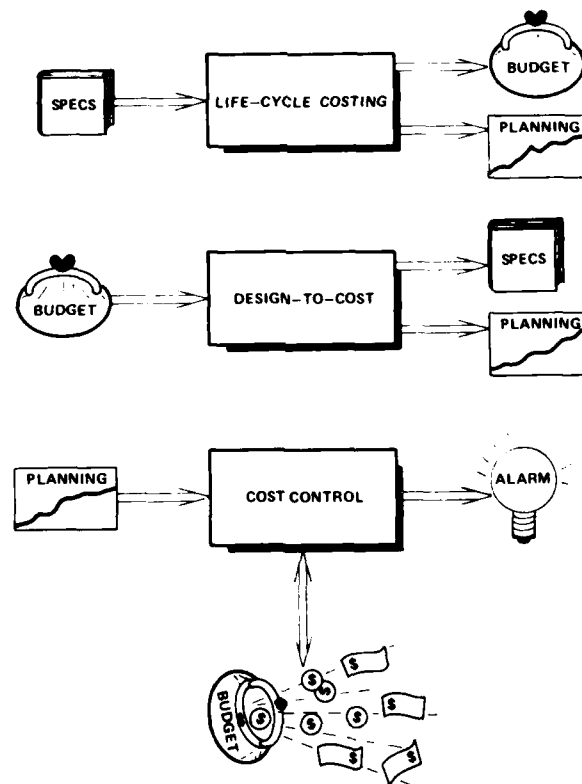 BUDGET
SPECS
LIFE-CYCLE COSTING
PLANNING
SPECS
BUDGET
DESIGN-TO-COST
PLANNING
PLANNING
COST CONTROL
ALARM
BUDGET
$
$
$
$
$
$
$
$
$